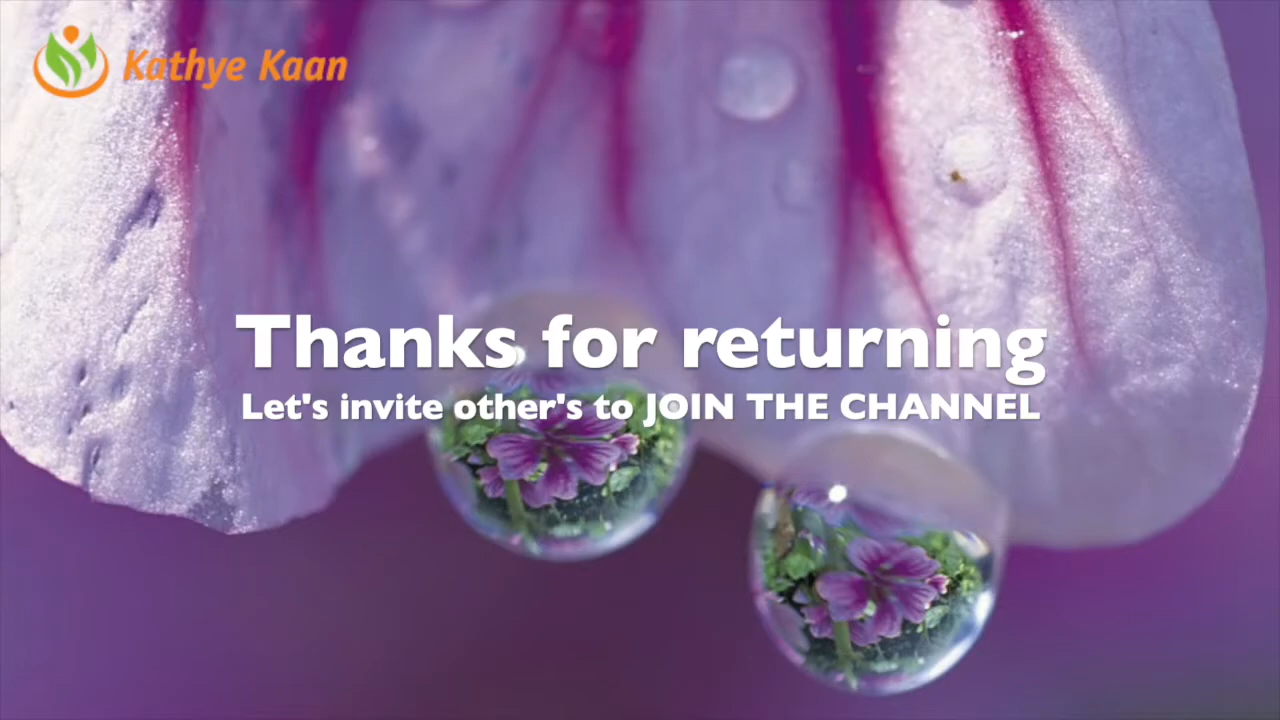 Kathye Kaan
Thanks for returning
Let's invite other's to JOIN THE CHANNEL